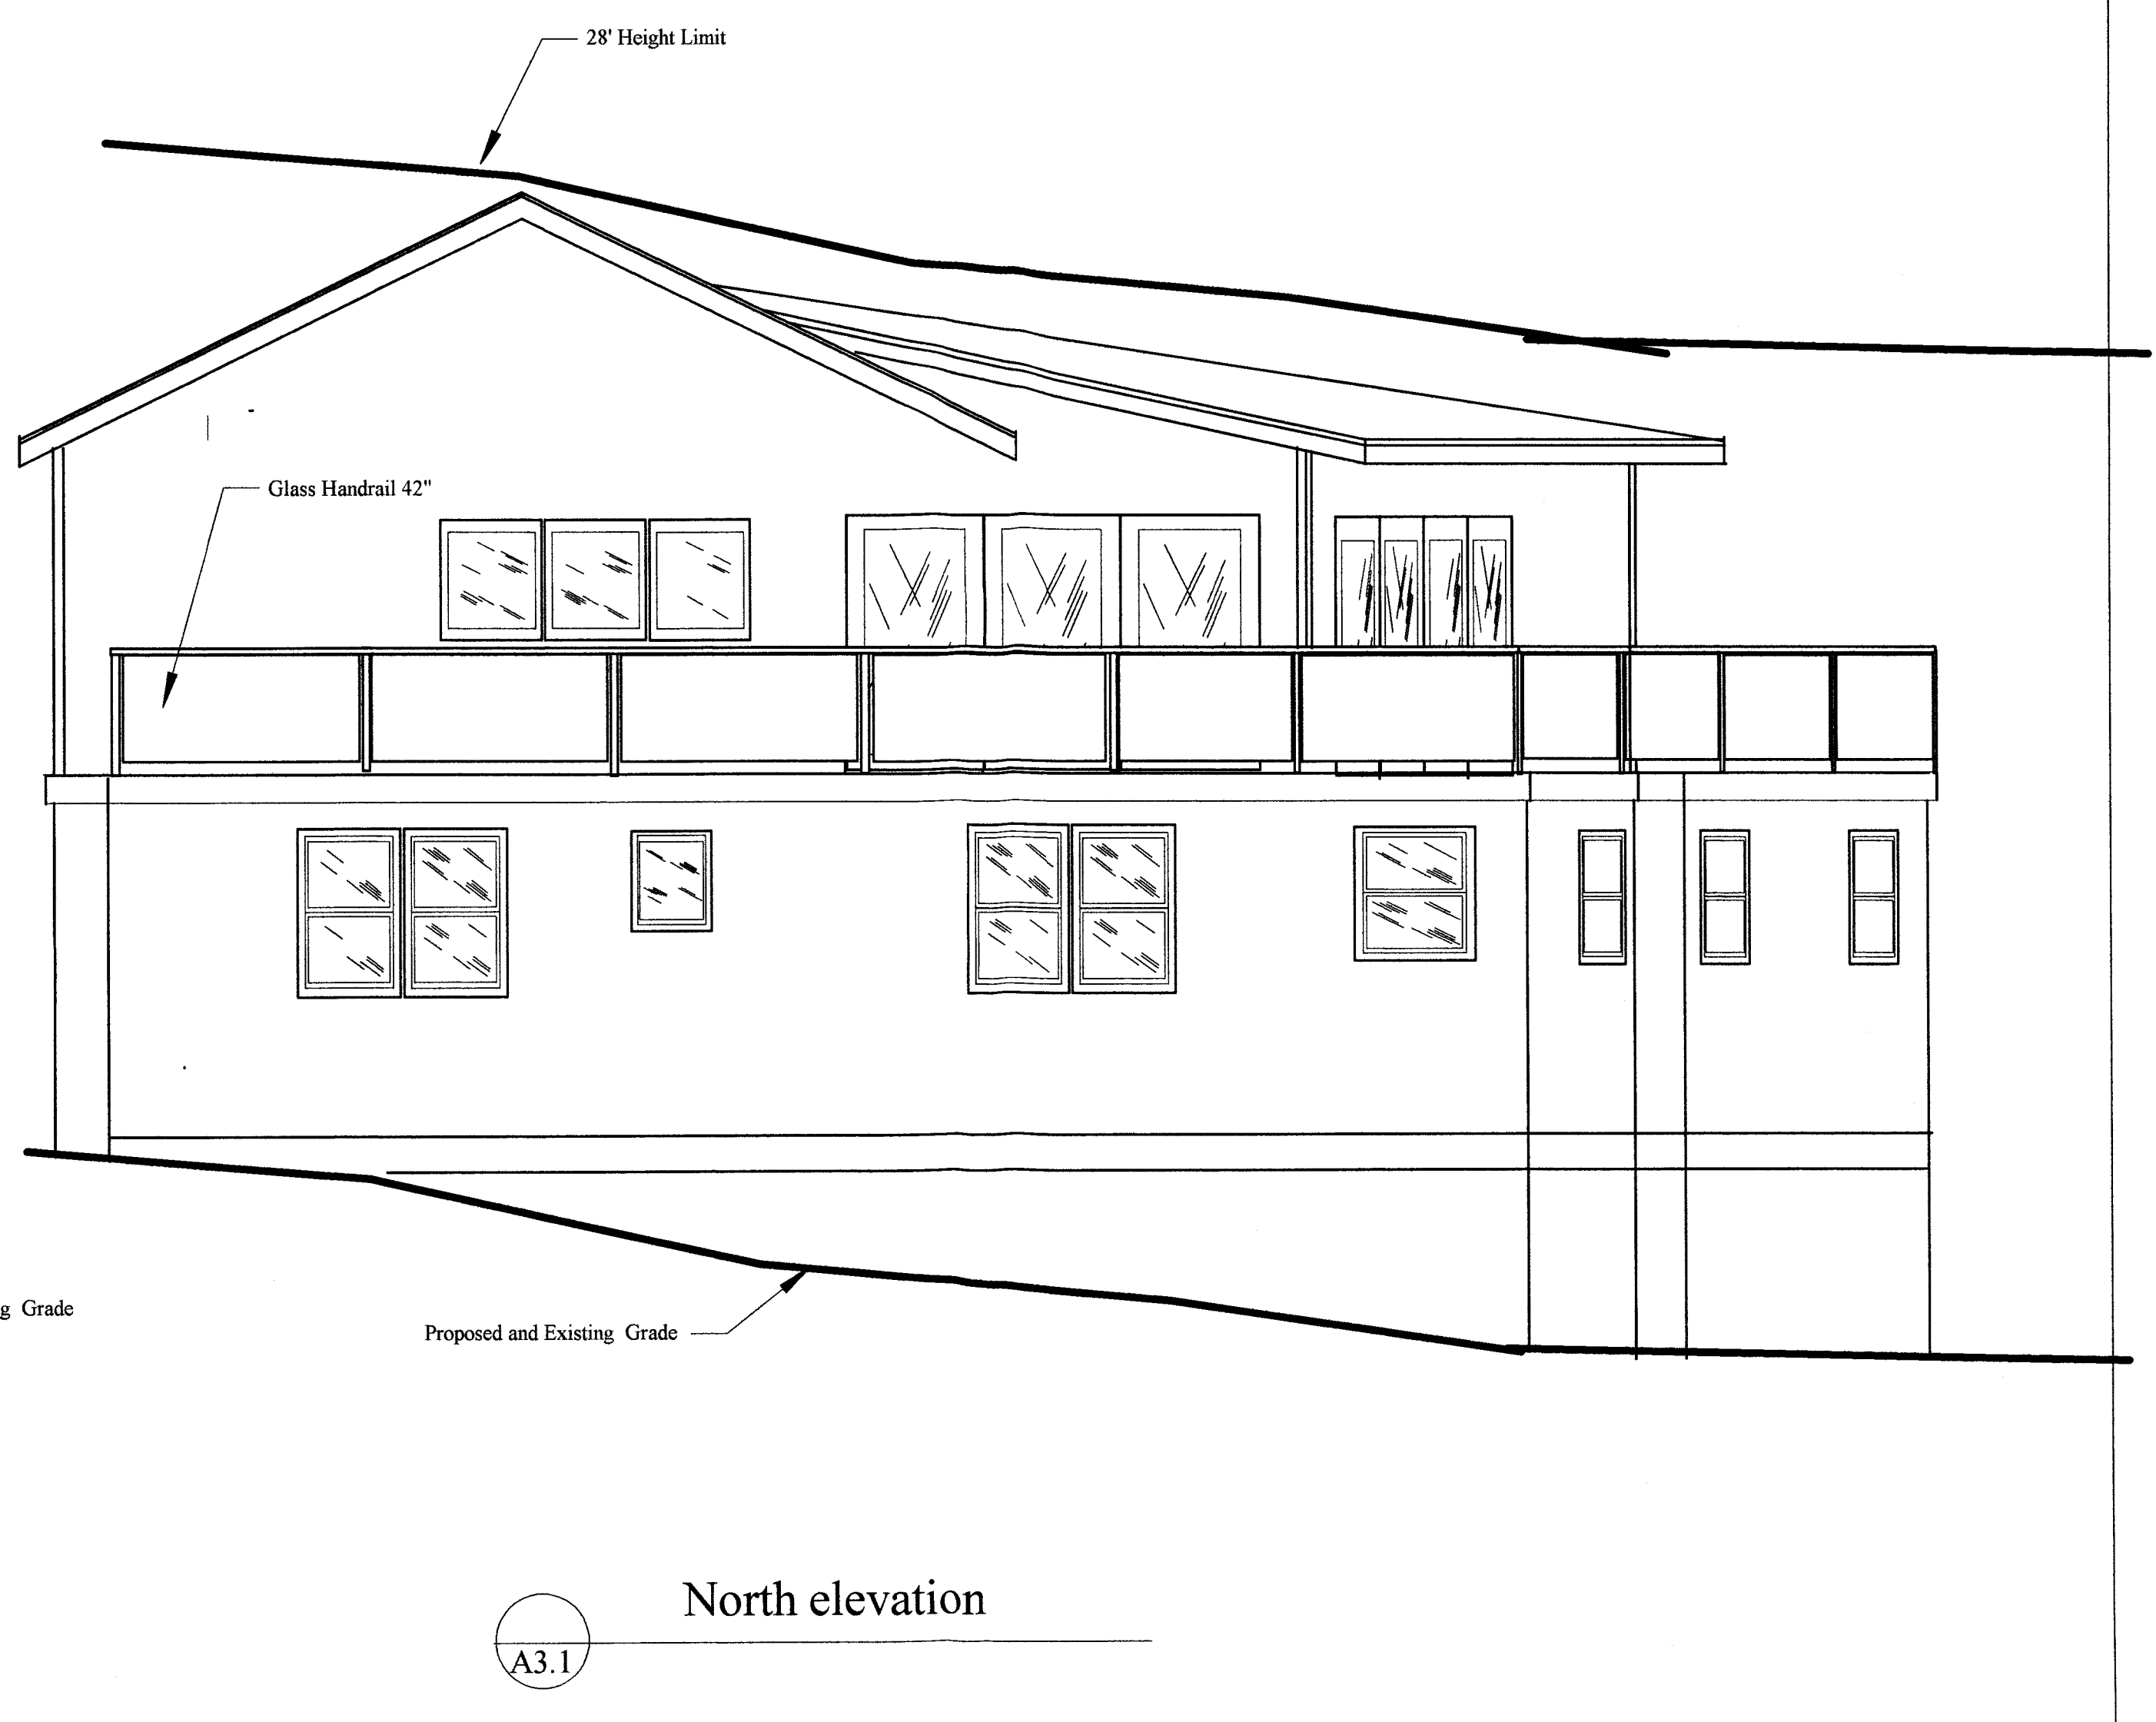 28' Height Limit
Glass Handrail 42"
g Grade
Proposed and Existing Grade
North elevation
A3.1